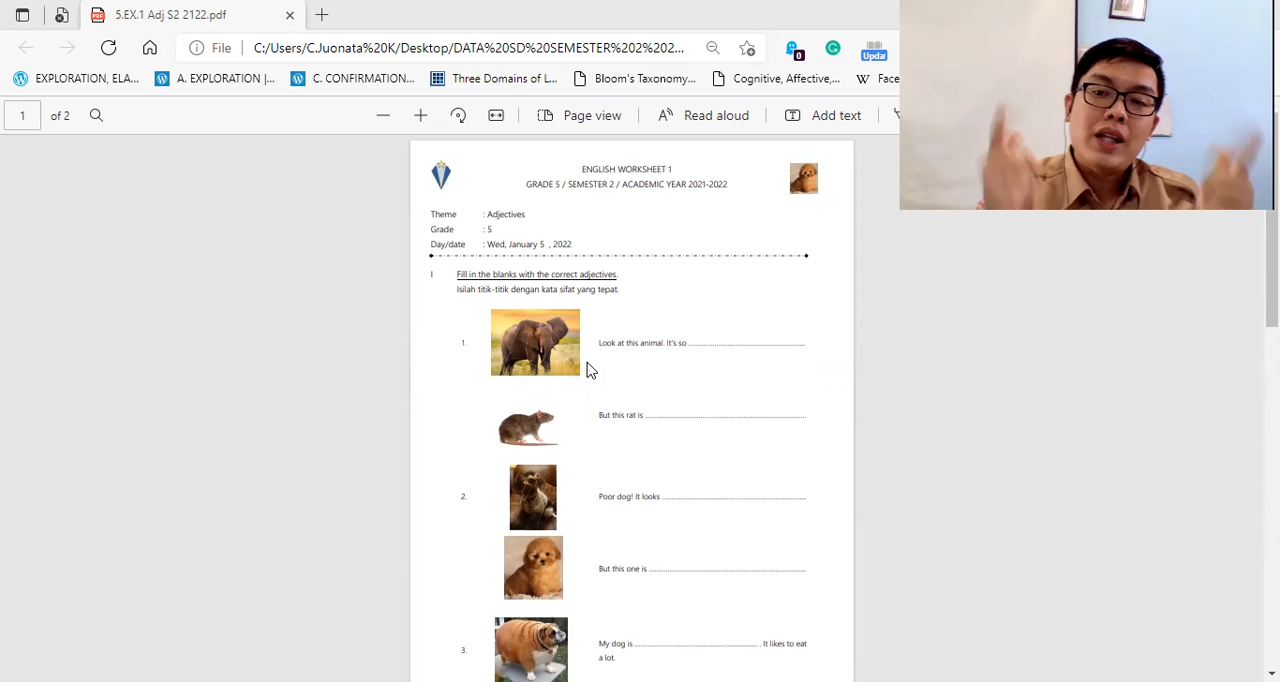 5.EX.1 Adj S2 2122.pdf
File C:/Users/C.Juonata%20K/Desktop/DATA%20SD%20SEMESTER%202%202...
0
Upda
EXPLORATION, ELA... A. EXPLORATION |... C. CONFIRMATION... Three Domains of L... Bloom's Taxonomy... Cognitive, Affective,... Face
1 of 2 Page view Read aloud Add text
ENGLISH WORKSHEET 1
GRADE 5 / SEMESTER 2 / ACADEMIC YEAR 2021-2022
Theme : Adjectives
Grade : 5
Day/date : Wed, January 5 , 2022
I Fill in the blanks with the correct adjectives.
Isilah titik-titik dengan kata sifat yang tepat.
1. Look at this animal. It's so ..........
But this rat is ..........
2. Poor dog! It looks ..........
But this one is ..........
3. My dog is .......... . It likes to eat
a lot.